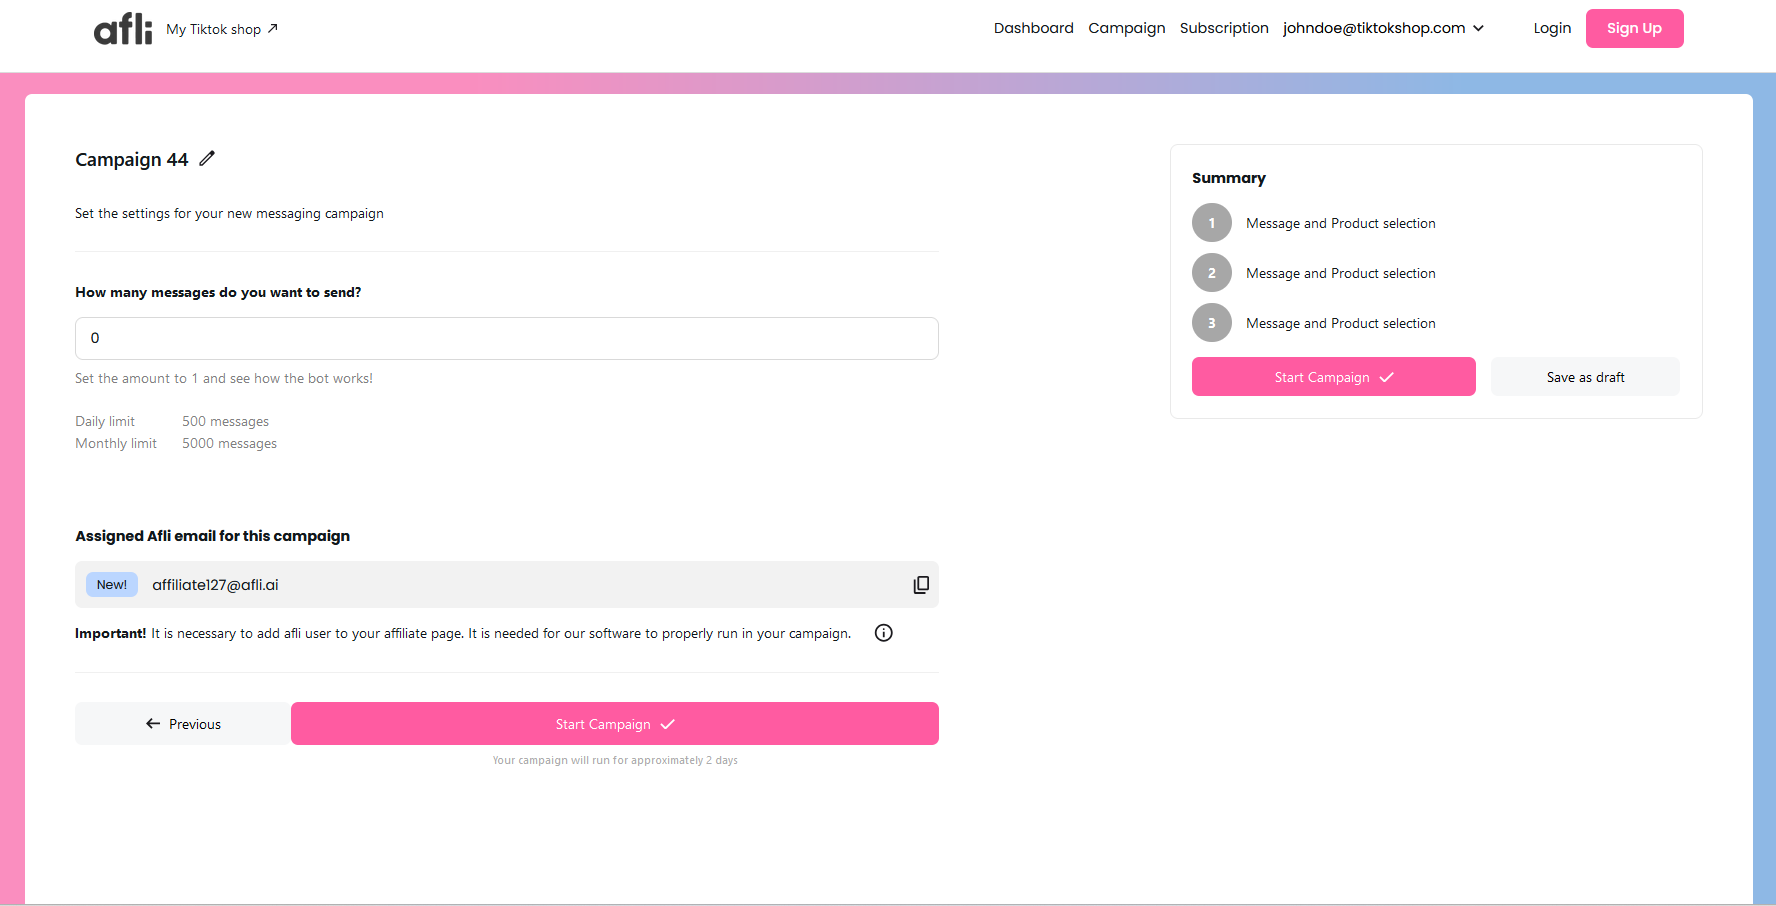 afli My Tiktok shop Dashboard Campaign Subscription johndoe@tiktokshop.com Login Sign Up
Campaign 44
Set the settings for your new messaging campaign
How many messages do you want to send?
0
Set the amount to 1 and see how the bot works!
Daily limit 500 messages
Monthly limit 5000 messages
Assigned Afli email for this campaign
New! affiliate127@afli.ai
Important! It is necessary to add afli user to your affiliate page. It is needed for our software to properly run in your campaign.
Previous Start Campaign
Your campaign will run for approximately 2 days
Summary
1 Message and Product selection
2 Message and Product selection
3 Message and Product selection
Start Campaign Save as draft